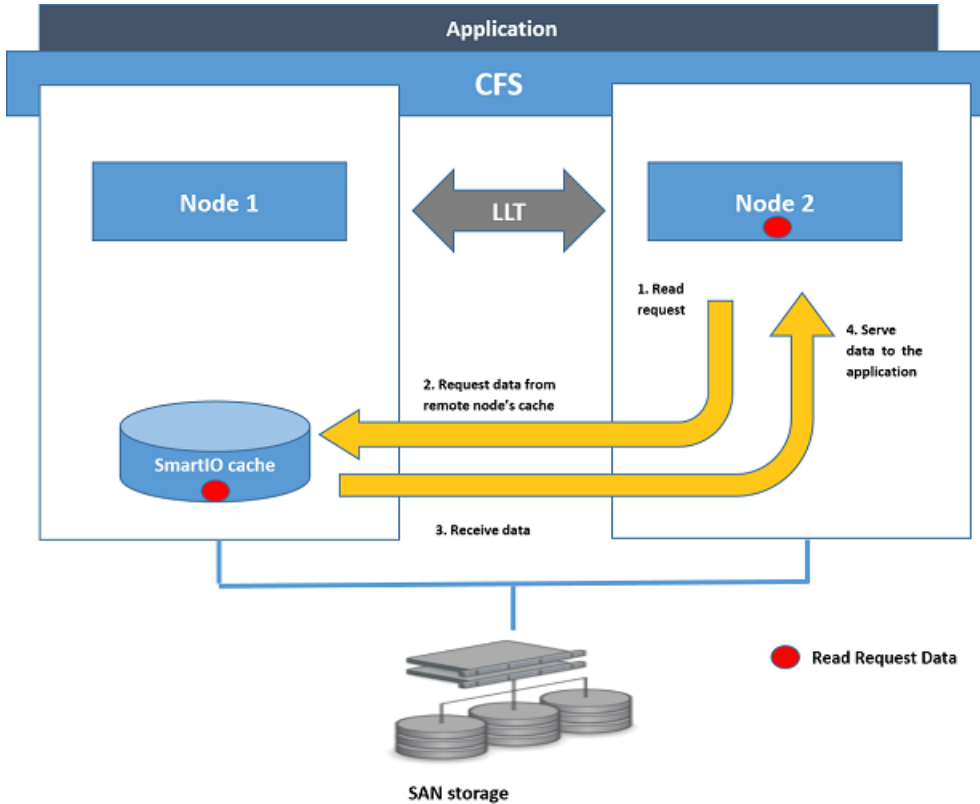 Application
CFS
Node 1
LLT
Node 2
1. Read
request
4. Serve
data to the
application
2. Request data from
remote node's cache
SmartIO cache
3. Receive data
Read Request Data
SAN storage